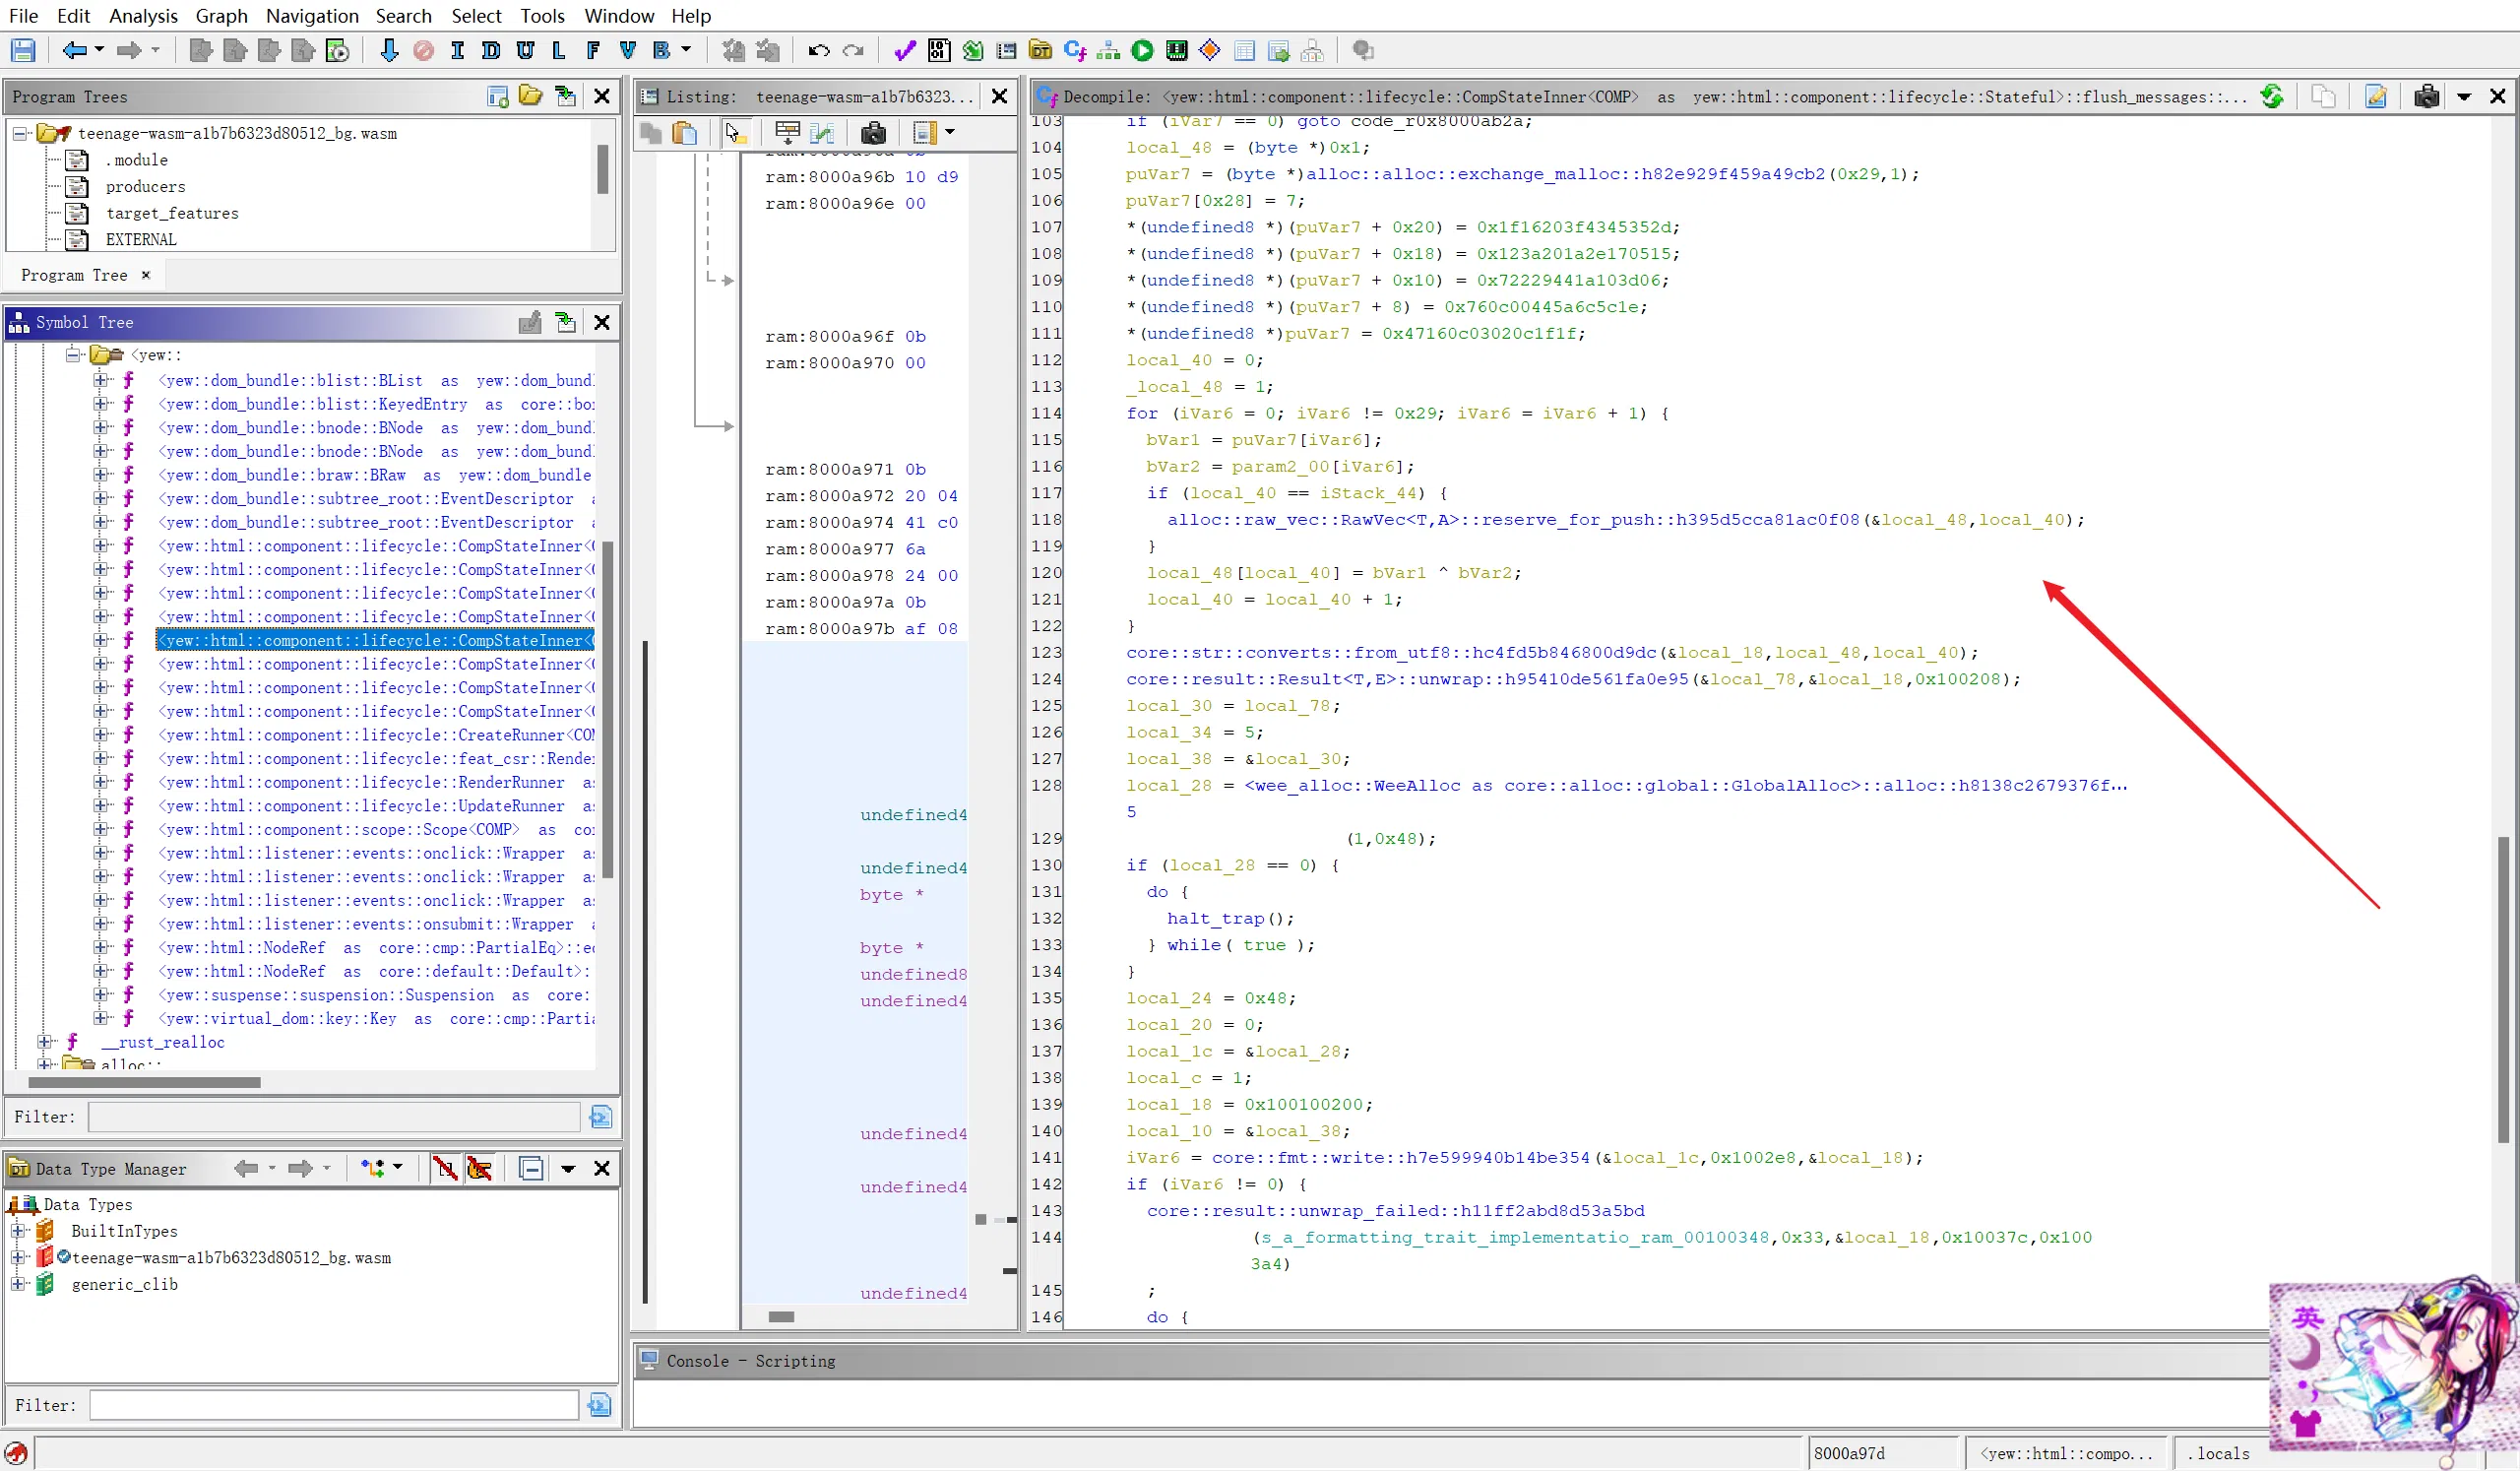 File Edit Analysis Graph Navigation Search Select Tools Window Help
I D U L F V B
Program Trees
teenage-wasm-a1b7b6323d80512_bg.wasm
.module
producers
target_features
EXTERNAL
Program Tree
Symbol Tree
<yew::
<yew::dom_bundle::blist::BList as yew::dom_bundl
<yew::dom_bundle::blist::KeyedEntry as core::bo
<yew::dom_bundle::bnode::BNode as yew::dom_bundl
<yew::dom_bundle::bnode::BNode as yew::dom_bundl
<yew::dom_bundle::braw::BRaw as yew::dom_bundle
<yew::dom_bundle::subtree_root::EventDescriptor a
<yew::dom_bundle::subtree_root::EventDescriptor a
<yew::html::component::lifecycle::CompStateInner<
<yew::html::component::lifecycle::CompStateInner<
<yew::html::component::lifecycle::CompStateInner<
<yew::html::component::lifecycle::CompStateInner<
<yew::html::component::lifecycle::CompStateInner<
<yew::html::component::lifecycle::CompStateInner<
<yew::html::component::lifecycle::CompStateInner<
<yew::html::component::lifecycle::CompStateInner<
<yew::html::component::lifecycle::CreateRunner<CO
<yew::html::component::lifecycle::feat_csr::Rende
<yew::html::component::lifecycle::RenderRunner a
<yew::html::component::lifecycle::UpdateRunner a
<yew::html::component::scope::Scope<COMP> as co
<yew::html::listener::events::onclick::Wrapper a
<yew::html::listener::events::onclick::Wrapper a
<yew::html::listener::events::onclick::Wrapper a
<yew::html::listener::events::onsubmit::Wrapper a
<yew::html::NodeRef as core::cmp::PartialEq>::e
<yew::html::NodeRef as core::default::Default>:
<yew::suspense::suspension::Suspension as core:
<yew::virtual_dom::key::Key as core::cmp::Parti
__rust_realloc
alloc::
Filter:
Data Type Manager
Data Types
BuiltInTypes
teenage-wasm-a1b7b6323d80512_bg.wasm
generic_clib
Filter:
Listing: teenage-wasm-a1b7b6323...
ram:8000a96b 10 d9
ram:8000a96e 00
ram:8000a96f 0b
ram:8000a970 00
ram:8000a971 0b
ram:8000a972 20 04
ram:8000a974 41 c0
ram:8000a977 6a
ram:8000a978 24 00
ram:8000a97a 0b
ram:8000a97b af 08
undefined4
undefined4
byte *
byte *
undefined8
undefined4
undefined4
undefined4
undefined4
Decompile: <yew::html::component::lifecycle::CompStateInner<COMP> as yew::html::component::lifecycle::Stateful>::flush_messages::...
103 if (iVar7 == 0) goto code_r0x8000ab2a;
104 local_48 = (byte *)0x1;
105 puVar7 = (byte *)alloc::alloc::exchange_malloc::h82e929f459a49cb2(0x29,1);
106 puVar7[0x28] = 7;
107 *(undefined8 *)(puVar7 + 0x20) = 0x1f16203f4345352d;
108 *(undefined8 *)(puVar7 + 0x18) = 0x123a201a2e170515;
109 *(undefined8 *)(puVar7 + 0x10) = 0x72229441a103d06;
110 *(undefined8 *)(puVar7 + 8) = 0x760c00445a6c5c1e;
111 *(undefined8 *)puVar7 = 0x47160c03020c1f1f;
112 local_40 = 0;
113 _local_48 = 1;
114 for (iVar6 = 0; iVar6 != 0x29; iVar6 = iVar6 + 1) {
115 bVar1 = puVar7[iVar6];
116 bVar2 = param2_00[iVar6];
117 if (local_40 == iStack_44) {
118 alloc::raw_vec::RawVec<T,A>::reserve_for_push::h395d5cca81ac0f08(&local_48,local_40);
119 }
120 local_48[local_40] = bVar1 ^ bVar2;
121 local_40 = local_40 + 1;
122 }
123 core::str::converts::from_utf8::hc4fd5b846800d9dc(&local_18,local_48,local_40);
124 core::result::Result<T,E>::unwrap::h95410de561fa0e95(&local_78,&local_18,0x100208);
125 local_30 = local_78;
126 local_34 = 5;
127 local_38 = &local_30;
128 local_28 = <wee_alloc::WeeAlloc as core::alloc::global::GlobalAlloc>::alloc::h8138c2679376f...
5
129 (1,0x48);
130 if (local_28 == 0) {
131 do {
132 halt_trap();
133 } while( true );
134 }
135 local_24 = 0x48;
136 local_20 = 0;
137 local_1c = &local_28;
138 local_c = 1;
139 local_18 = 0x100100200;
140 local_10 = &local_38;
141 iVar6 = core::fmt::write::h7e599940b14be354(&local_1c,0x1002e8,&local_18);
142 if (iVar6 != 0) {
143 core::result::unwrap_failed::h11ff2abd8d53a5bd
144 (s_a_formatting_trait_implementatio_ram_00100348,0x33,&local_18,0x10037c,0x100
3a4)
145 ;
146 do {
Console - Scripting
英
8000a97d
<yew::html::compo...
.locals